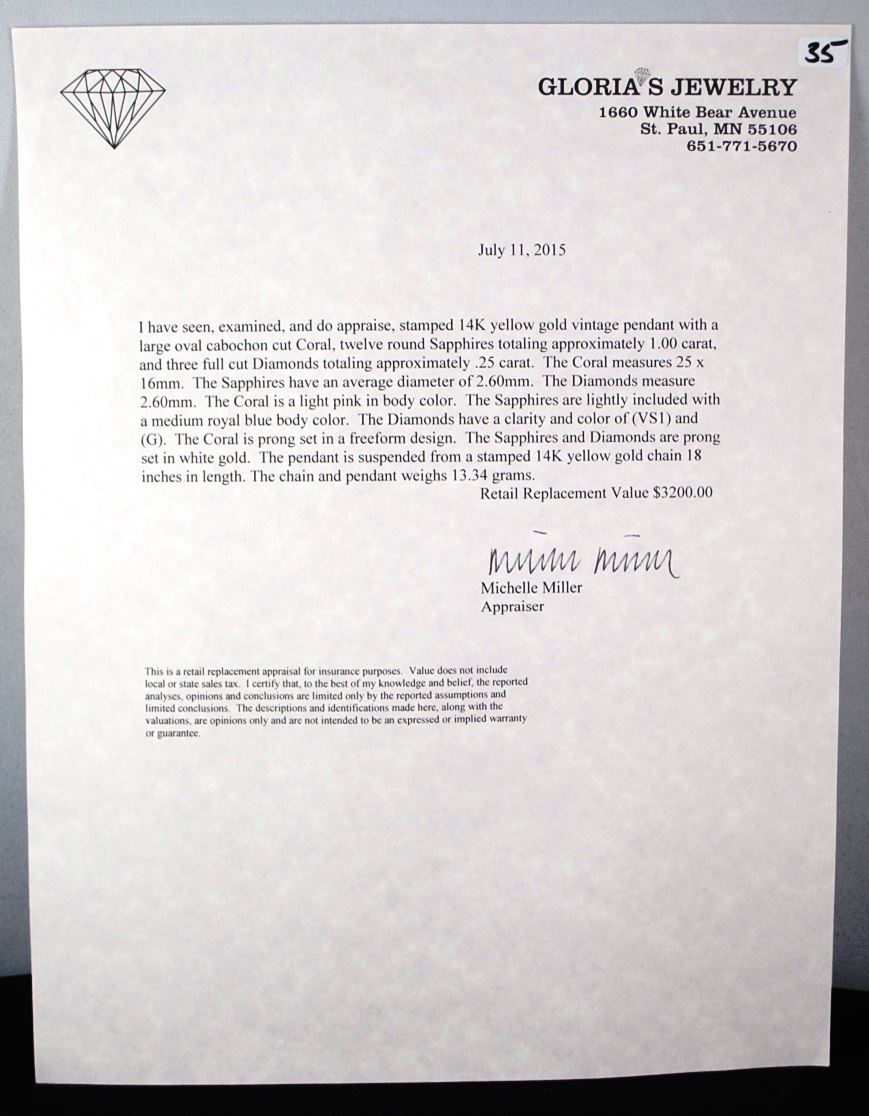 35
GLORIA'S JEWELRY
1660 White Bear Avenue
St. Paul, MN 55106
651-771-5670
July 11, 2015
I have seen, examined, and do appraise, stamped 14K yellow gold vintage pendant with a
large oval cabochon cut Coral, twelve round Sapphires totaling approximately 1.00 carat,
and three full cut Diamonds totaling approximately .25 carat. The Coral measures 25 x
16mm. The Sapphires have an average diameter of 2.60mm. The Diamonds measure
2.60mm. The Coral is a light pink in body color. The Sapphires are lightly included with
a medium royal blue body color. The Diamonds have a clarity and color of (VS1) and
(G). The Coral is prong set in a freeform design. The Sapphires and Diamonds are prong
set in white gold. The pendant is suspended from a stamped 14K yellow gold chain 18
inches in length. The chain and pendant weighs 13.34 grams.
Retail Replacement Value $3200.00
Michelle Miller
Appraiser
This is a retail replacement appraisal for insurance purposes. Value does not include
local or state sales tax. I certify that, to the best of my knowledge and belief, the reported
analyses, opinions and conclusions are limited only by the reported assumptions and
limited conclusions. The descriptions and identifications made here, along with the
valuations, are opinions only and are not intended to be an expressed or implied warranty
or guarantee.